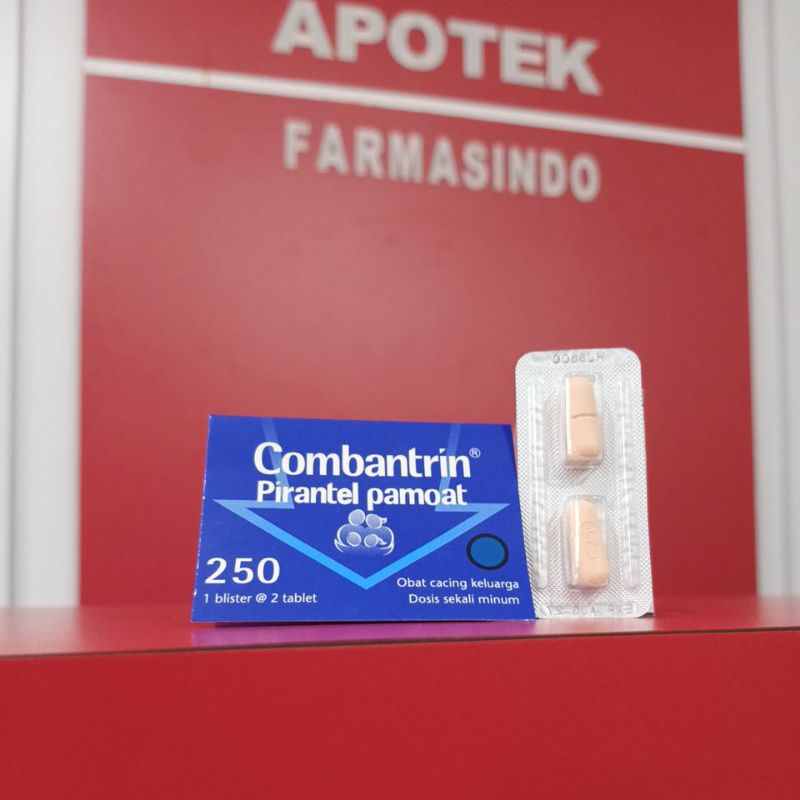 APOTEK
FARMASINDO
Combantrin®
Pirantel pamoat
250
1 blister @ 2 tablet
Obat cacing keluarga
Dosis sekali minum